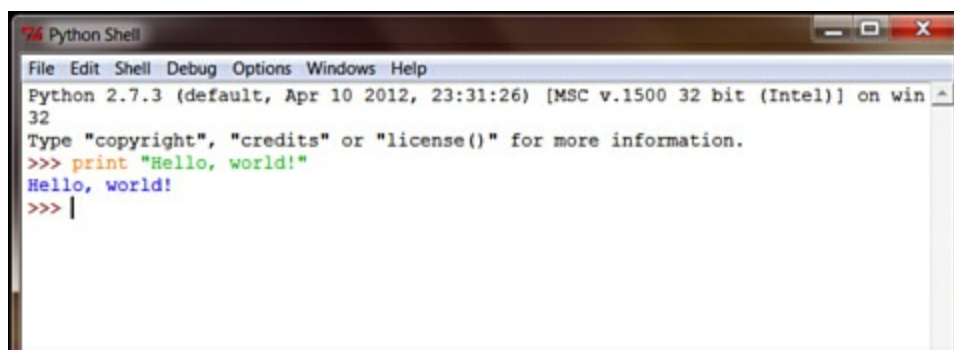 Python Shell
File Edit Shell Debug Options Windows Help
Python 2.7.3 (default, Apr 10 2012, 23:31:26) [MSC v.1500 32 bit (Intel)] on win
32
Type "copyright", "credits" or "license()" for more information.
>>> print "Hello, world!"
Hello, world!
>>>